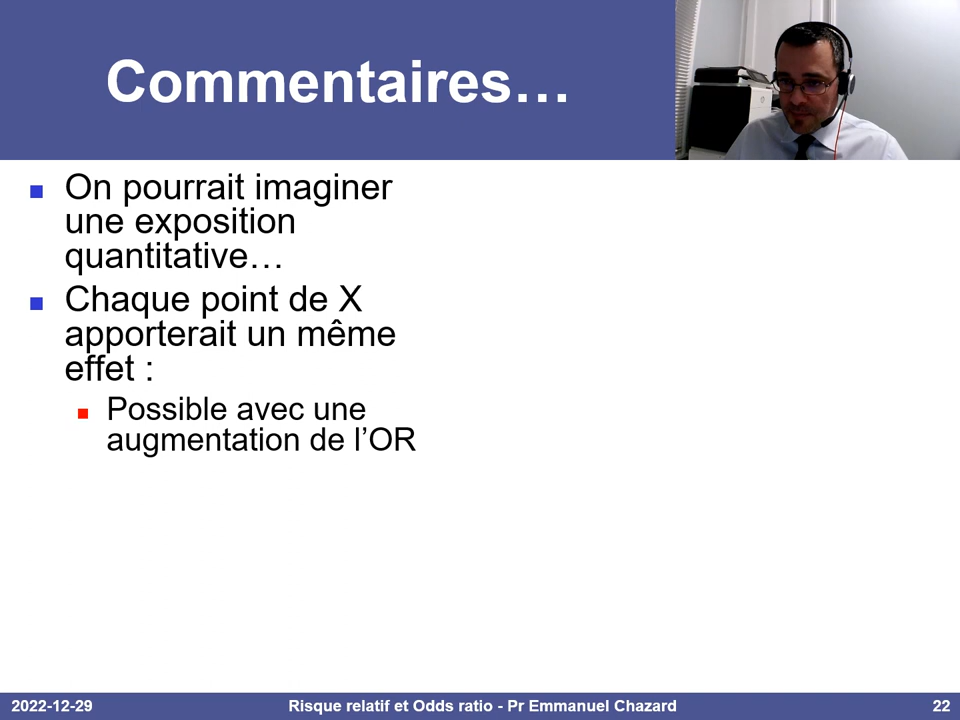 Commentaires…
On pourrait imaginer
une exposition
quantitative…
Chaque point de X
apporterait un même
effet :
Possible avec une
augmentation de l’OR
2022-12-29 Risque relatif et Odds ratio - Pr Emmanuel Chazard 22